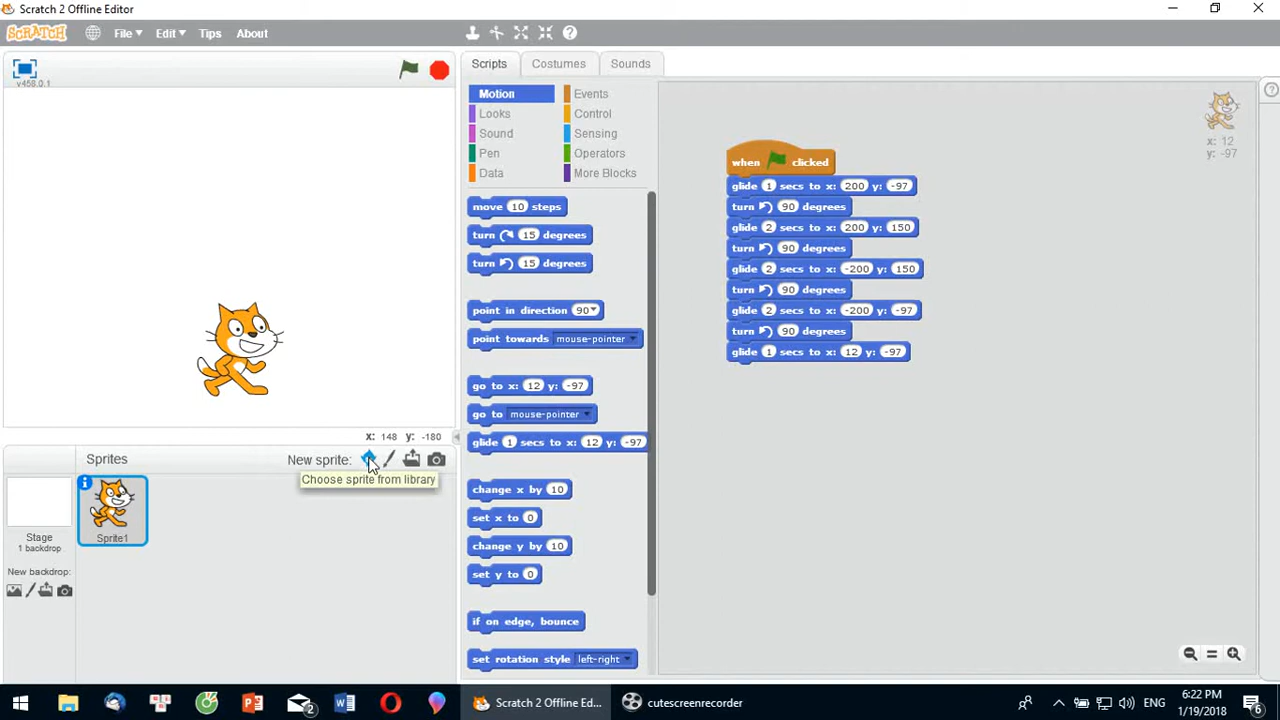 Scratch 2 Offline Editor
SCRATCH File Edit Tips About
v458.0.1
Scripts Costumes Sounds
Motion Events
Looks Control
Sound Sensing
Pen Operators
Data More Blocks
move 10 steps
turn 15 degrees
turn 15 degrees
point in direction 90
point towards mouse-pointer
go to x: 12 y: -97
go to mouse-pointer
glide 1 secs to x: 12 y: -97
change x by 10
set x to 0
change y by 10
set y to 0
if on edge, bounce
set rotation style left-right
when clicked
glide 1 secs to x: 200 y: -97
turn 90 degrees
glide 2 secs to x: 200 y: 150
turn 90 degrees
glide 2 secs to x: -200 y: 150
turn 90 degrees
glide 2 secs to x: -200 y: -97
turn 90 degrees
glide 1 secs to x: 12 y: -97
x: 12
y: -97
x: 148 y: -180
Sprites New sprite:
Choose sprite from library
Stage
1 backdrop
Sprite1
New backdrop:
Scratch 2 Offline Edi... cutescreenrecorder
ENG
6:22 PM
1/19/2018
2
6